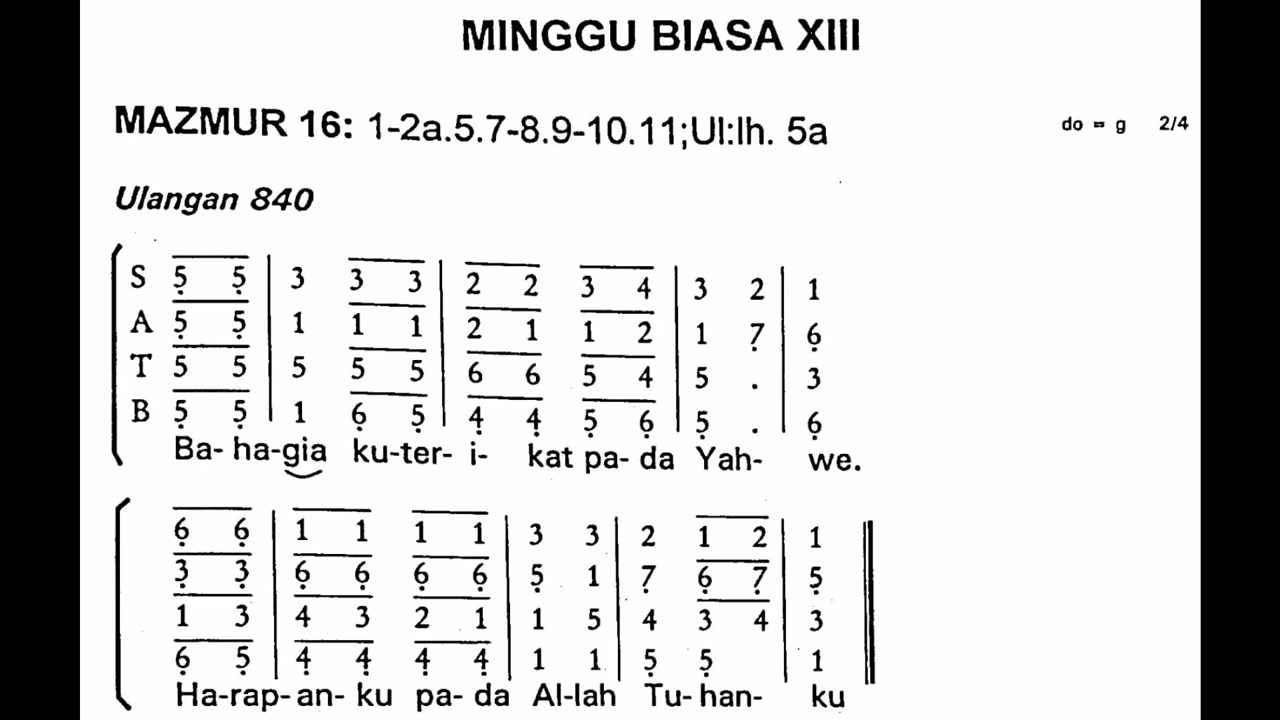 MINGGU BIASA XIII
MAZMUR 16: 1-2a.5.7-8.9-10.11;Ul:lh. 5a do = g 2/4
Ulangan 840
S 5̣ 5̣ | 3 3 3 | 2 2 3 4 | 3 2 | 1
A 5̣ 5̣ | 1 1 1 | 2 1 1 2 | 1 7̣ | 6̣
T 5 5 | 5 5 5 | 6 6 5 4 | 5 . | 3
B 5̣ 5̣ | 1 6̣ 5̣ | 4̣ 4̣ 5̣ 6̣ | 5̣ . | 6̣
Ba- ha-gia ku-ter- i- kat pa- da Yah- we.
6̣ 6̣ | 1 1 1 1 | 3 3 | 2 1 2 | 1
3̣ 3̣ | 6̣ 6̣ 6̣ 6̣ | 5̣ 1 | 7̣ 6̣ 7̣ | 5̣
1 3 | 4 3 2 1 | 1 5 | 4 3 4 | 3
6̣ 5̣ | 4̣ 4̣ 4̣ 4̣ | 1 1 | 5̣ 5̣ | 1
Ha-rap-an- ku pa- da Al-lah Tu- han- ku